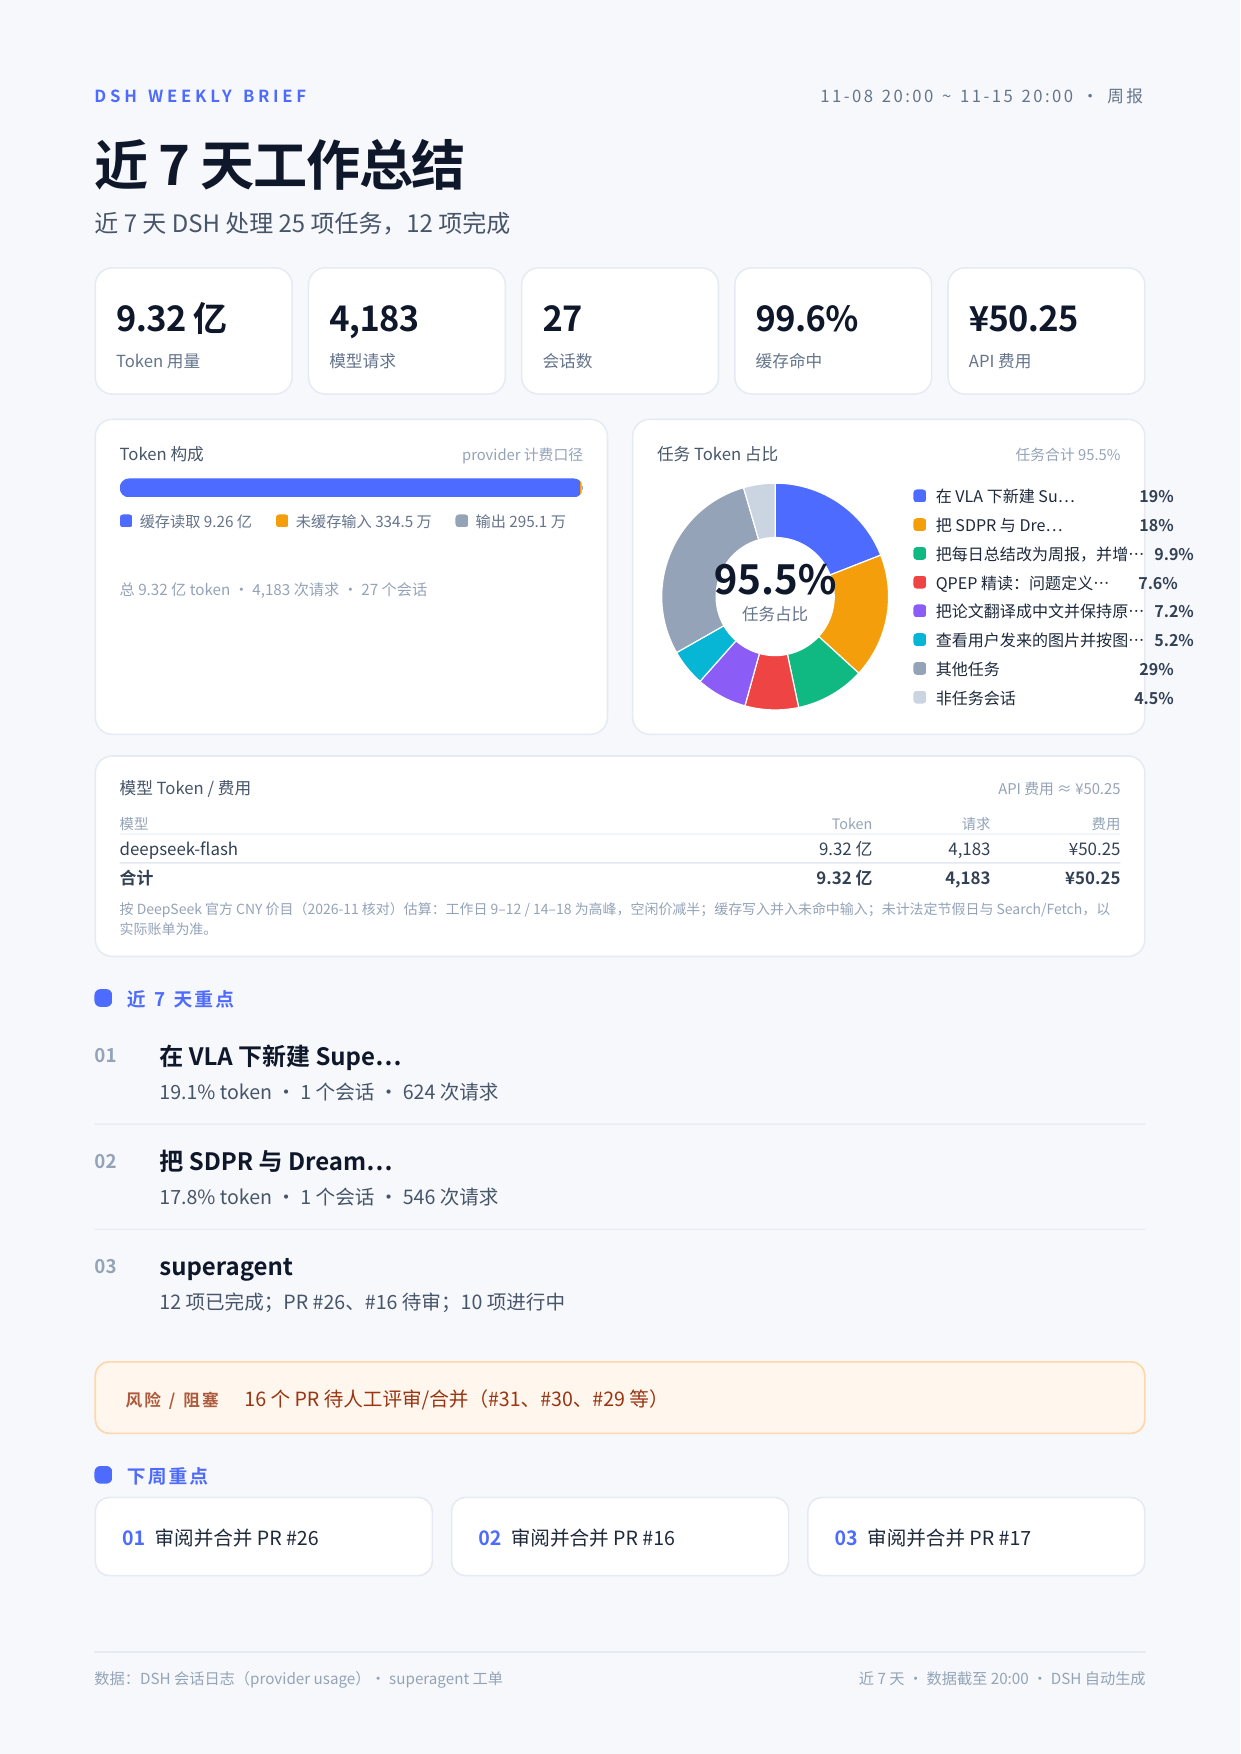 DSH WEEKLY BRIEF
11-08 20:00 ~ 11-15 20:00 · 周报
近 7 天工作总结
近 7 天 DSH 处理 25 项任务，12 项完成
9.32 亿
Token 用量
4,183
模型请求
27
会话数
99.6%
缓存命中
¥50.25
API 费用
Token 构成
provider 计费口径
缓存读取 9.26 亿
未缓存输入 334.5 万
输出 295.1 万
总 9.32 亿 token · 4,183 次请求 · 27 个会话
任务 Token 占比
任务合计 95.5%
95.5%
任务占比
在 VLA 下新建 Su… 19%
把 SDPR 与 Dre… 18%
把每日总结改为周报，并增… 9.9%
QPEP 精读：问题定义… 7.6%
把论文翻译成中文并保持原… 7.2%
查看用户发来的图片并按图… 5.2%
其他任务 29%
非任务会话 4.5%
模型 Token / 费用
API 费用 ≈ ¥50.25
模型 Token 请求 费用
deepseek-flash 9.32 亿 4,183 ¥50.25
合计 9.32 亿 4,183 ¥50.25
按 DeepSeek 官方 CNY 价目（2026-11 核对）估算：工作日 9–12 / 14–18 为高峰，空闲价减半；缓存写入并入未命中输入；未计法定节假日与 Search/Fetch，以
实际账单为准。
近 7 天重点
01 在 VLA 下新建 Supe…
19.1% token · 1 个会话 · 624 次请求
02 把 SDPR 与 Dream…
17.8% token · 1 个会话 · 546 次请求
03 superagent
12 项已完成；PR #26、#16 待审；10 项进行中
风险 / 阻塞 16 个 PR 待人工评审/合并（#31、#30、#29 等）
下周重点
01 审阅并合并 PR #26
02 审阅并合并 PR #16
03 审阅并合并 PR #17
数据：DSH 会话日志（provider usage） · superagent 工单
近 7 天 · 数据截至 20:00 · DSH 自动生成